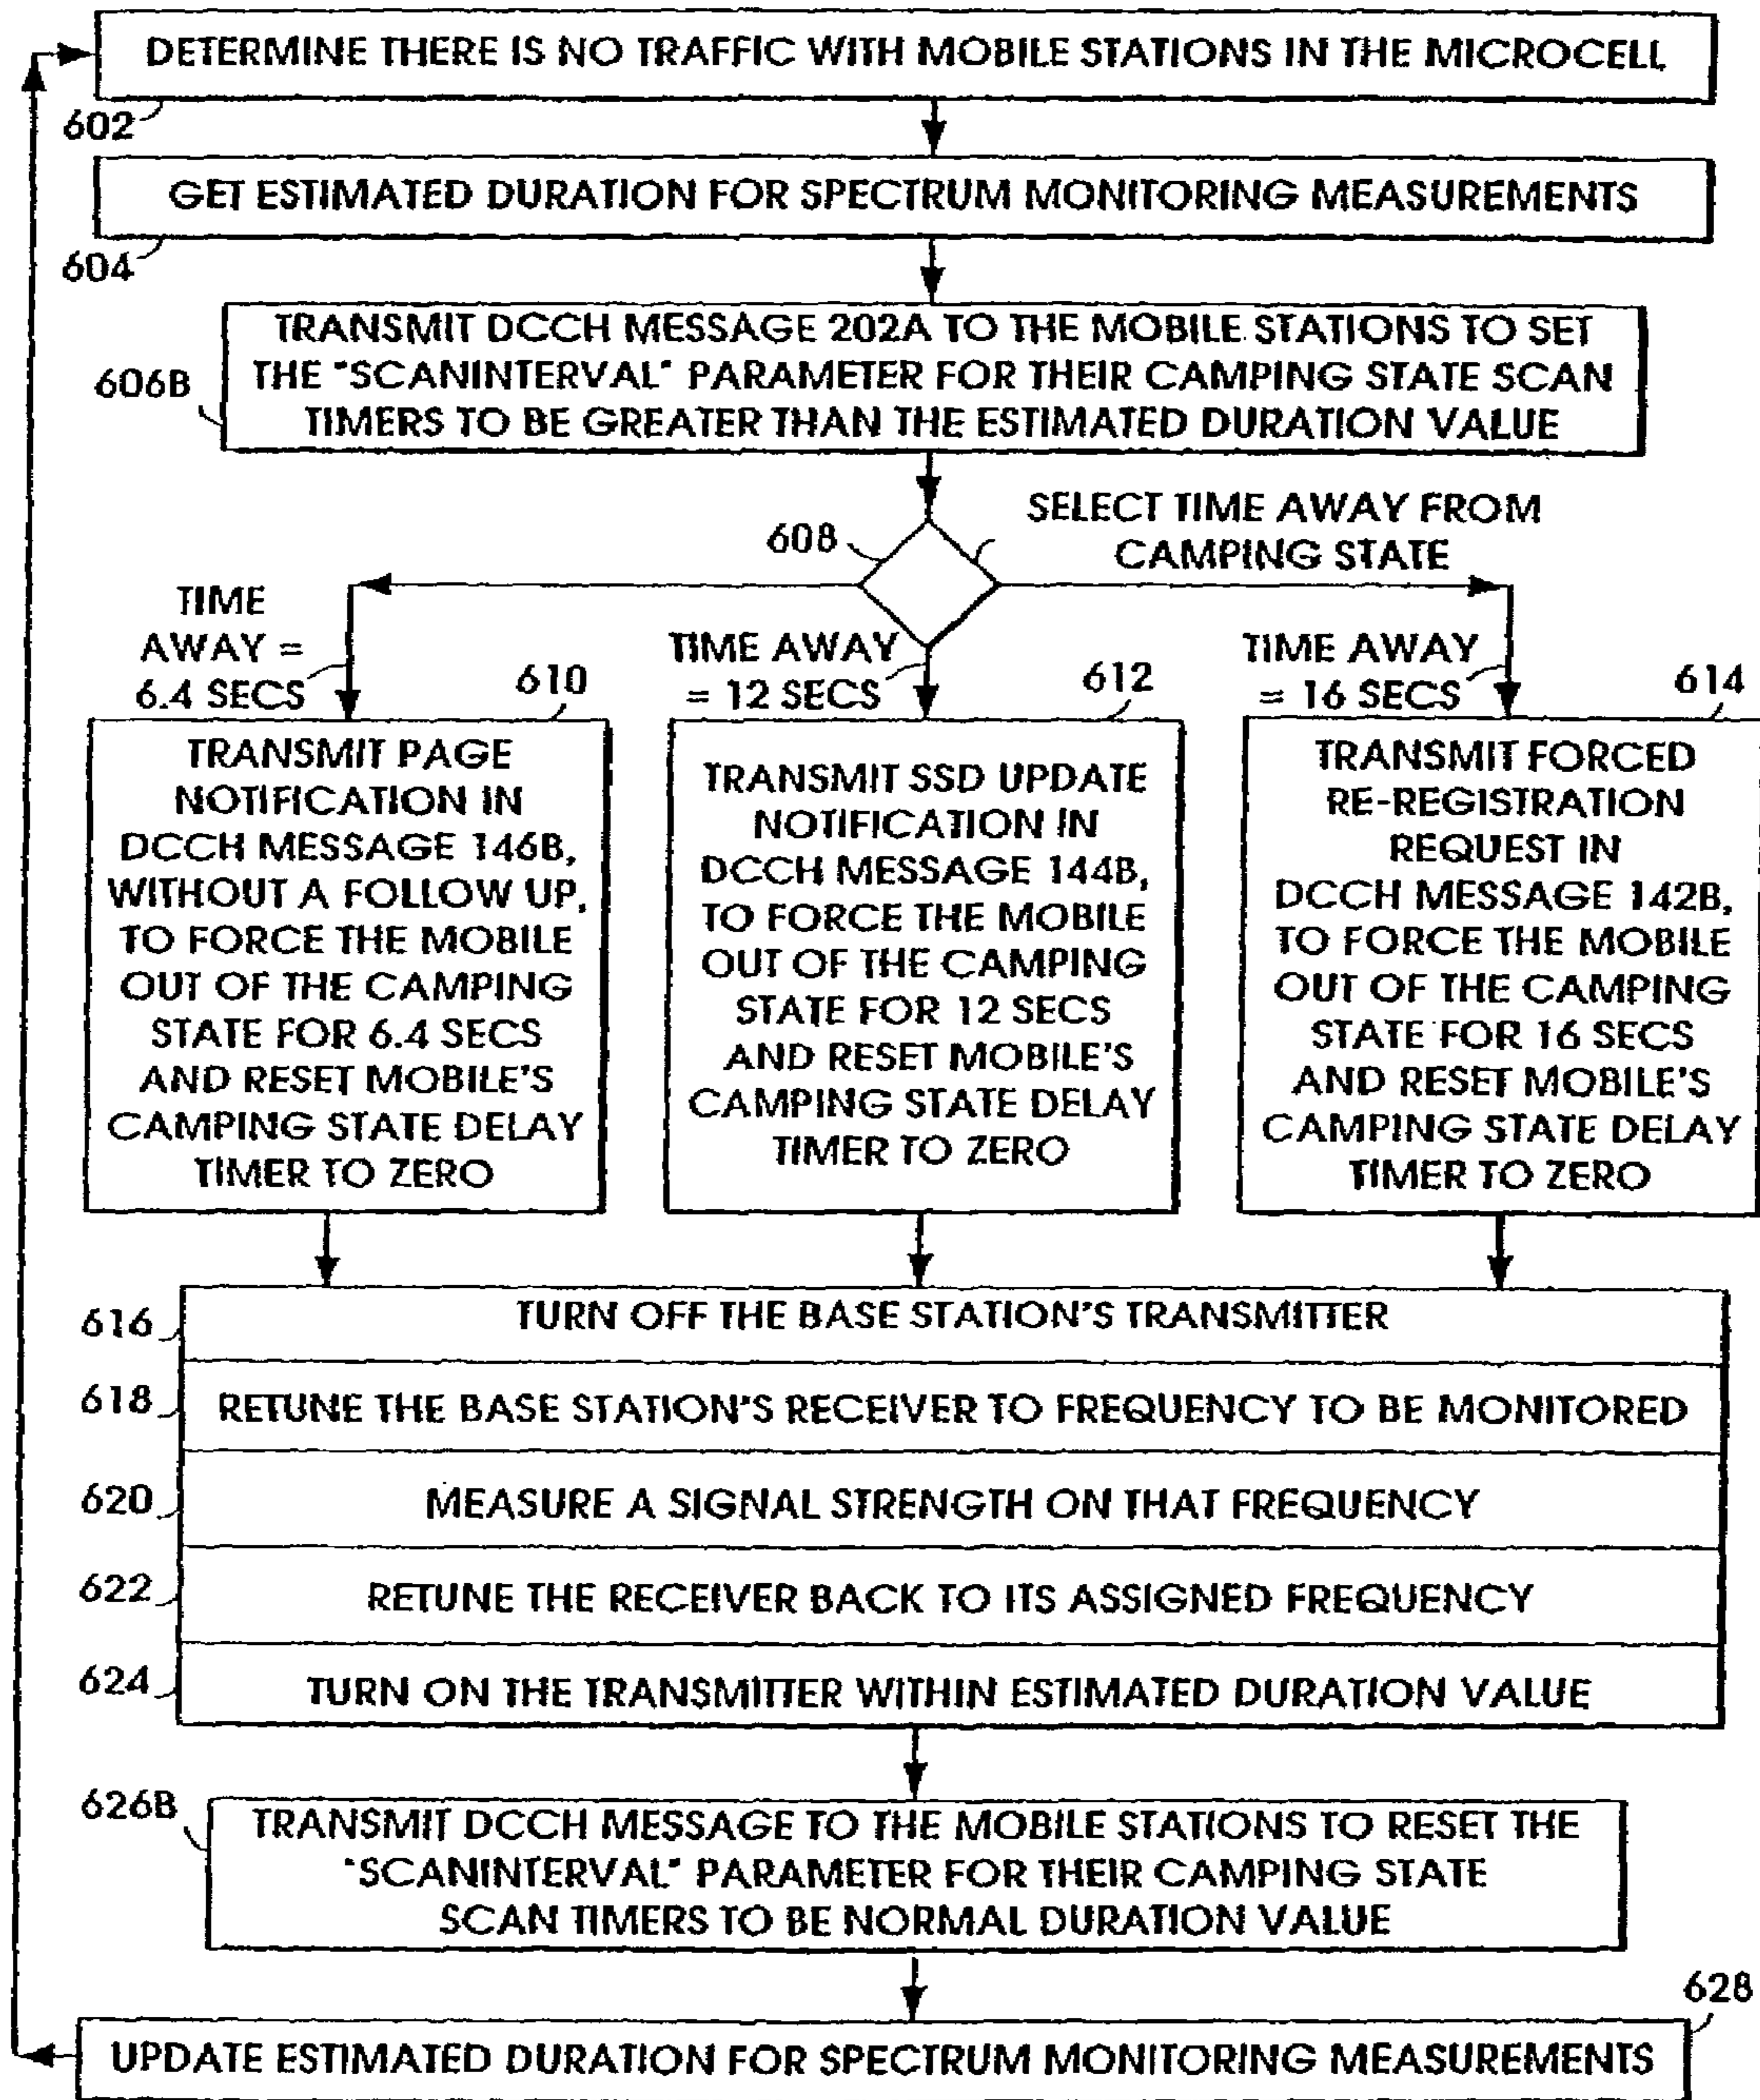 DETERMINE THERE IS NO TRAFFIC WITH MOBILE STATIONS IN THE MICROCELL
602
GET ESTIMATED DURATION FOR SPECTRUM MONITORING MEASUREMENTS
604
TRANSMIT DCCH MESSAGE 202A TO THE MOBILE STATIONS TO SET
THE "SCANINTERVAL" PARAMETER FOR THEIR CAMPING STATE SCAN
TIMERS TO BE GREATER THAN THE ESTIMATED DURATION VALUE
606B
608
SELECT TIME AWAY FROM
CAMPING STATE
TIME
AWAY =
6.4 SECS
610
TIME AWAY
= 12 SECS
612
TIME AWAY
= 16 SECS
614
TRANSMIT PAGE
NOTIFICATION IN
DCCH MESSAGE 146B,
WITHOUT A FOLLOW UP,
TO FORCE THE MOBILE
OUT OF THE CAMPING
STATE FOR 6.4 SECS
AND RESET MOBILE'S
CAMPING STATE DELAY
TIMER TO ZERO
TRANSMIT SSD UPDATE
NOTIFICATION IN
DCCH MESSAGE 144B,
TO FORCE THE MOBILE
OUT OF THE CAMPING
STATE FOR 12 SECS
AND RESET MOBILE'S
CAMPING STATE DELAY
TIMER TO ZERO
TRANSMIT FORCED
RE-REGISTRATION
REQUEST IN
DCCH MESSAGE 142B,
TO FORCE THE MOBILE
OUT OF THE CAMPING
STATE FOR 16 SECS
AND RESET MOBILE'S
CAMPING STATE DELAY
TIMER TO ZERO
616
TURN OFF THE BASE STATION'S TRANSMITTER
618
RETUNE THE BASE STATION'S RECEIVER TO FREQUENCY TO BE MONITORED
620
MEASURE A SIGNAL STRENGTH ON THAT FREQUENCY
622
RETUNE THE RECEIVER BACK TO ITS ASSIGNED FREQUENCY
624
TURN ON THE TRANSMITTER WITHIN ESTIMATED DURATION VALUE
626B
TRANSMIT DCCH MESSAGE TO THE MOBILE STATIONS TO RESET THE
"SCANINTERVAL" PARAMETER FOR THEIR CAMPING STATE
SCAN TIMERS TO BE NORMAL DURATION VALUE
628
UPDATE ESTIMATED DURATION FOR SPECTRUM MONITORING MEASUREMENTS